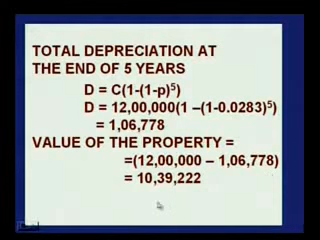 TOTAL DEPRECIATION AT
THE END OF 5 YEARS
D = C(1-(1-p)⁵)
D = 12,00,000(1 –(1-0.0283)⁵)
= 1,06,778
VALUE OF THE PROPERTY =
=(12,00,000 – 1,06,778)
= 10,39,222